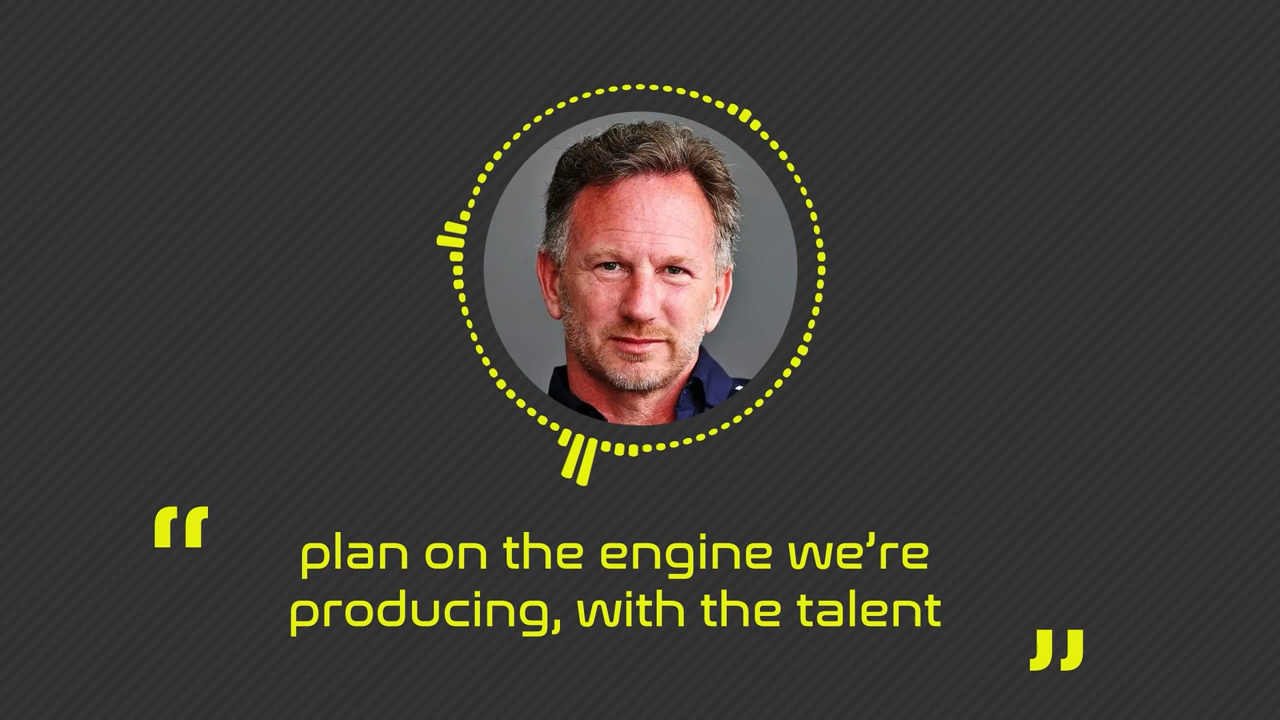 “ plan on the engine we’re
producing, with the talent ”